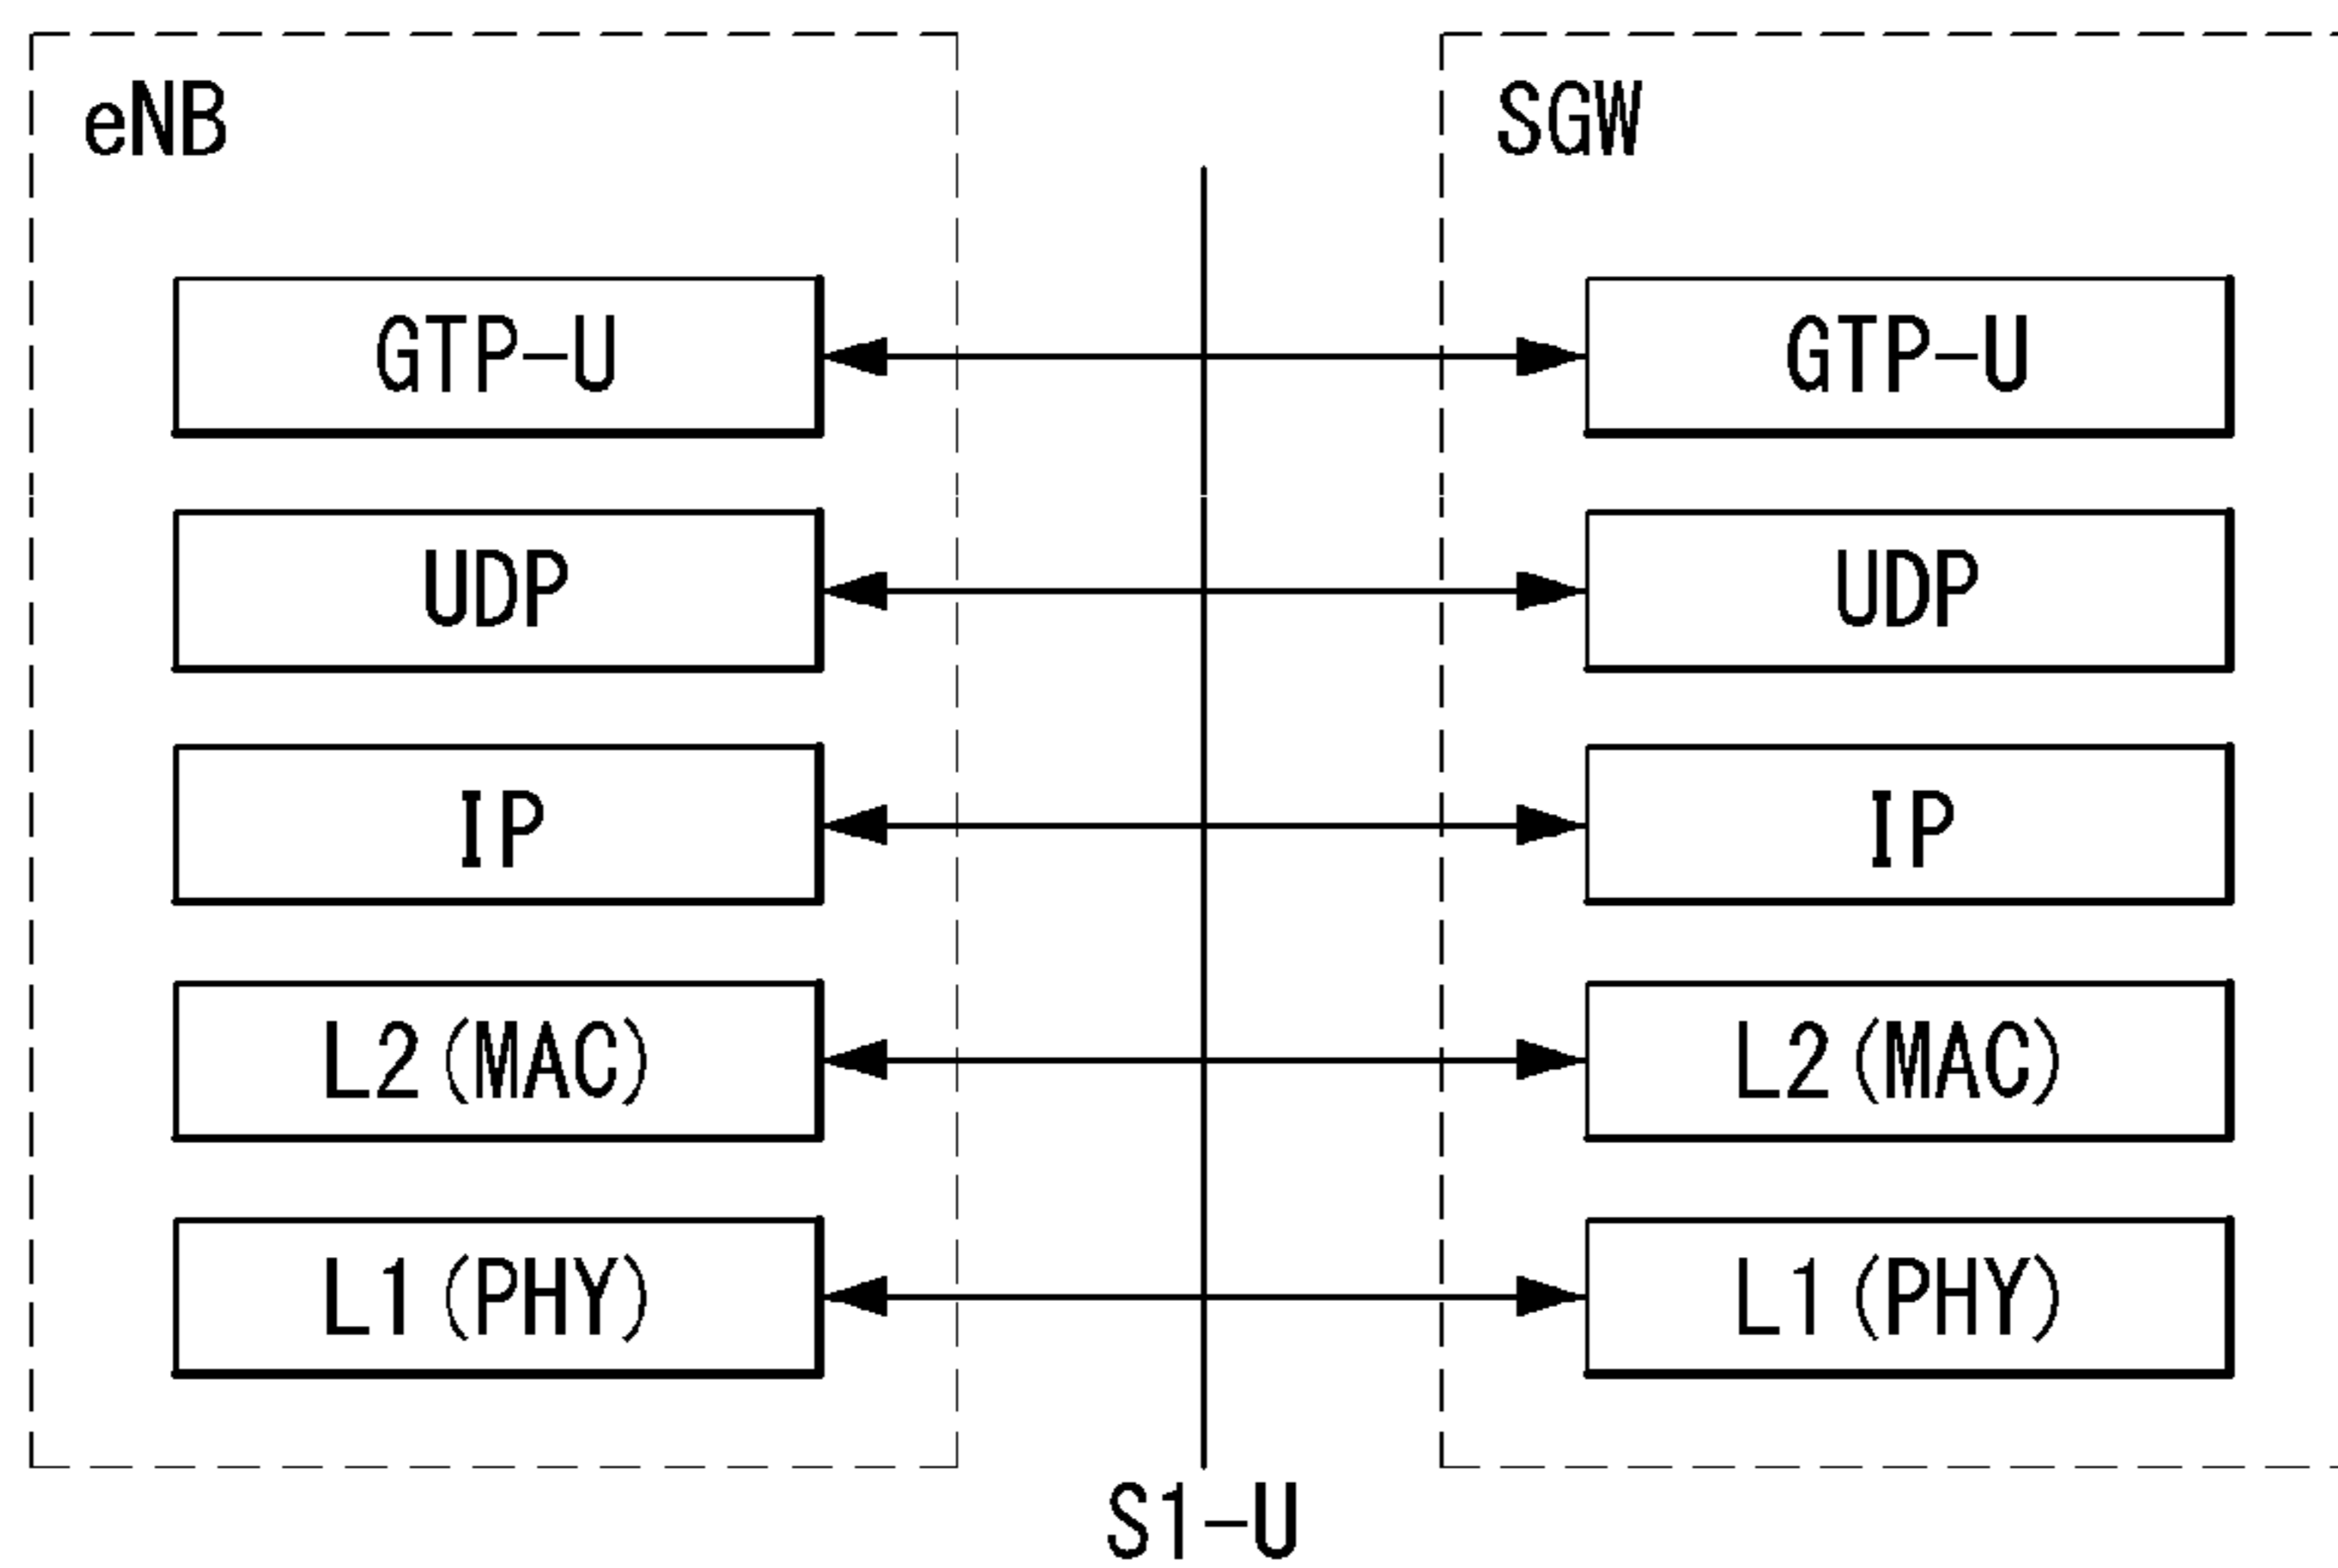 eNB
SGW
GTP-U
GTP-U
UDP
UDP
IP
IP
L2(MAC)
L2(MAC)
L1(PHY)
L1(PHY)
S1-U